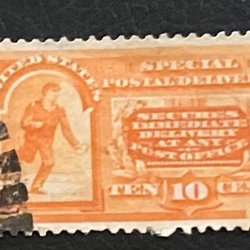 UNITED STATES
SPECIAL
POSTAL DELIVE
SECURES
IMMEDIATE
DELIVERY
AT ANY
POST OFFICE
TEN 10 CE